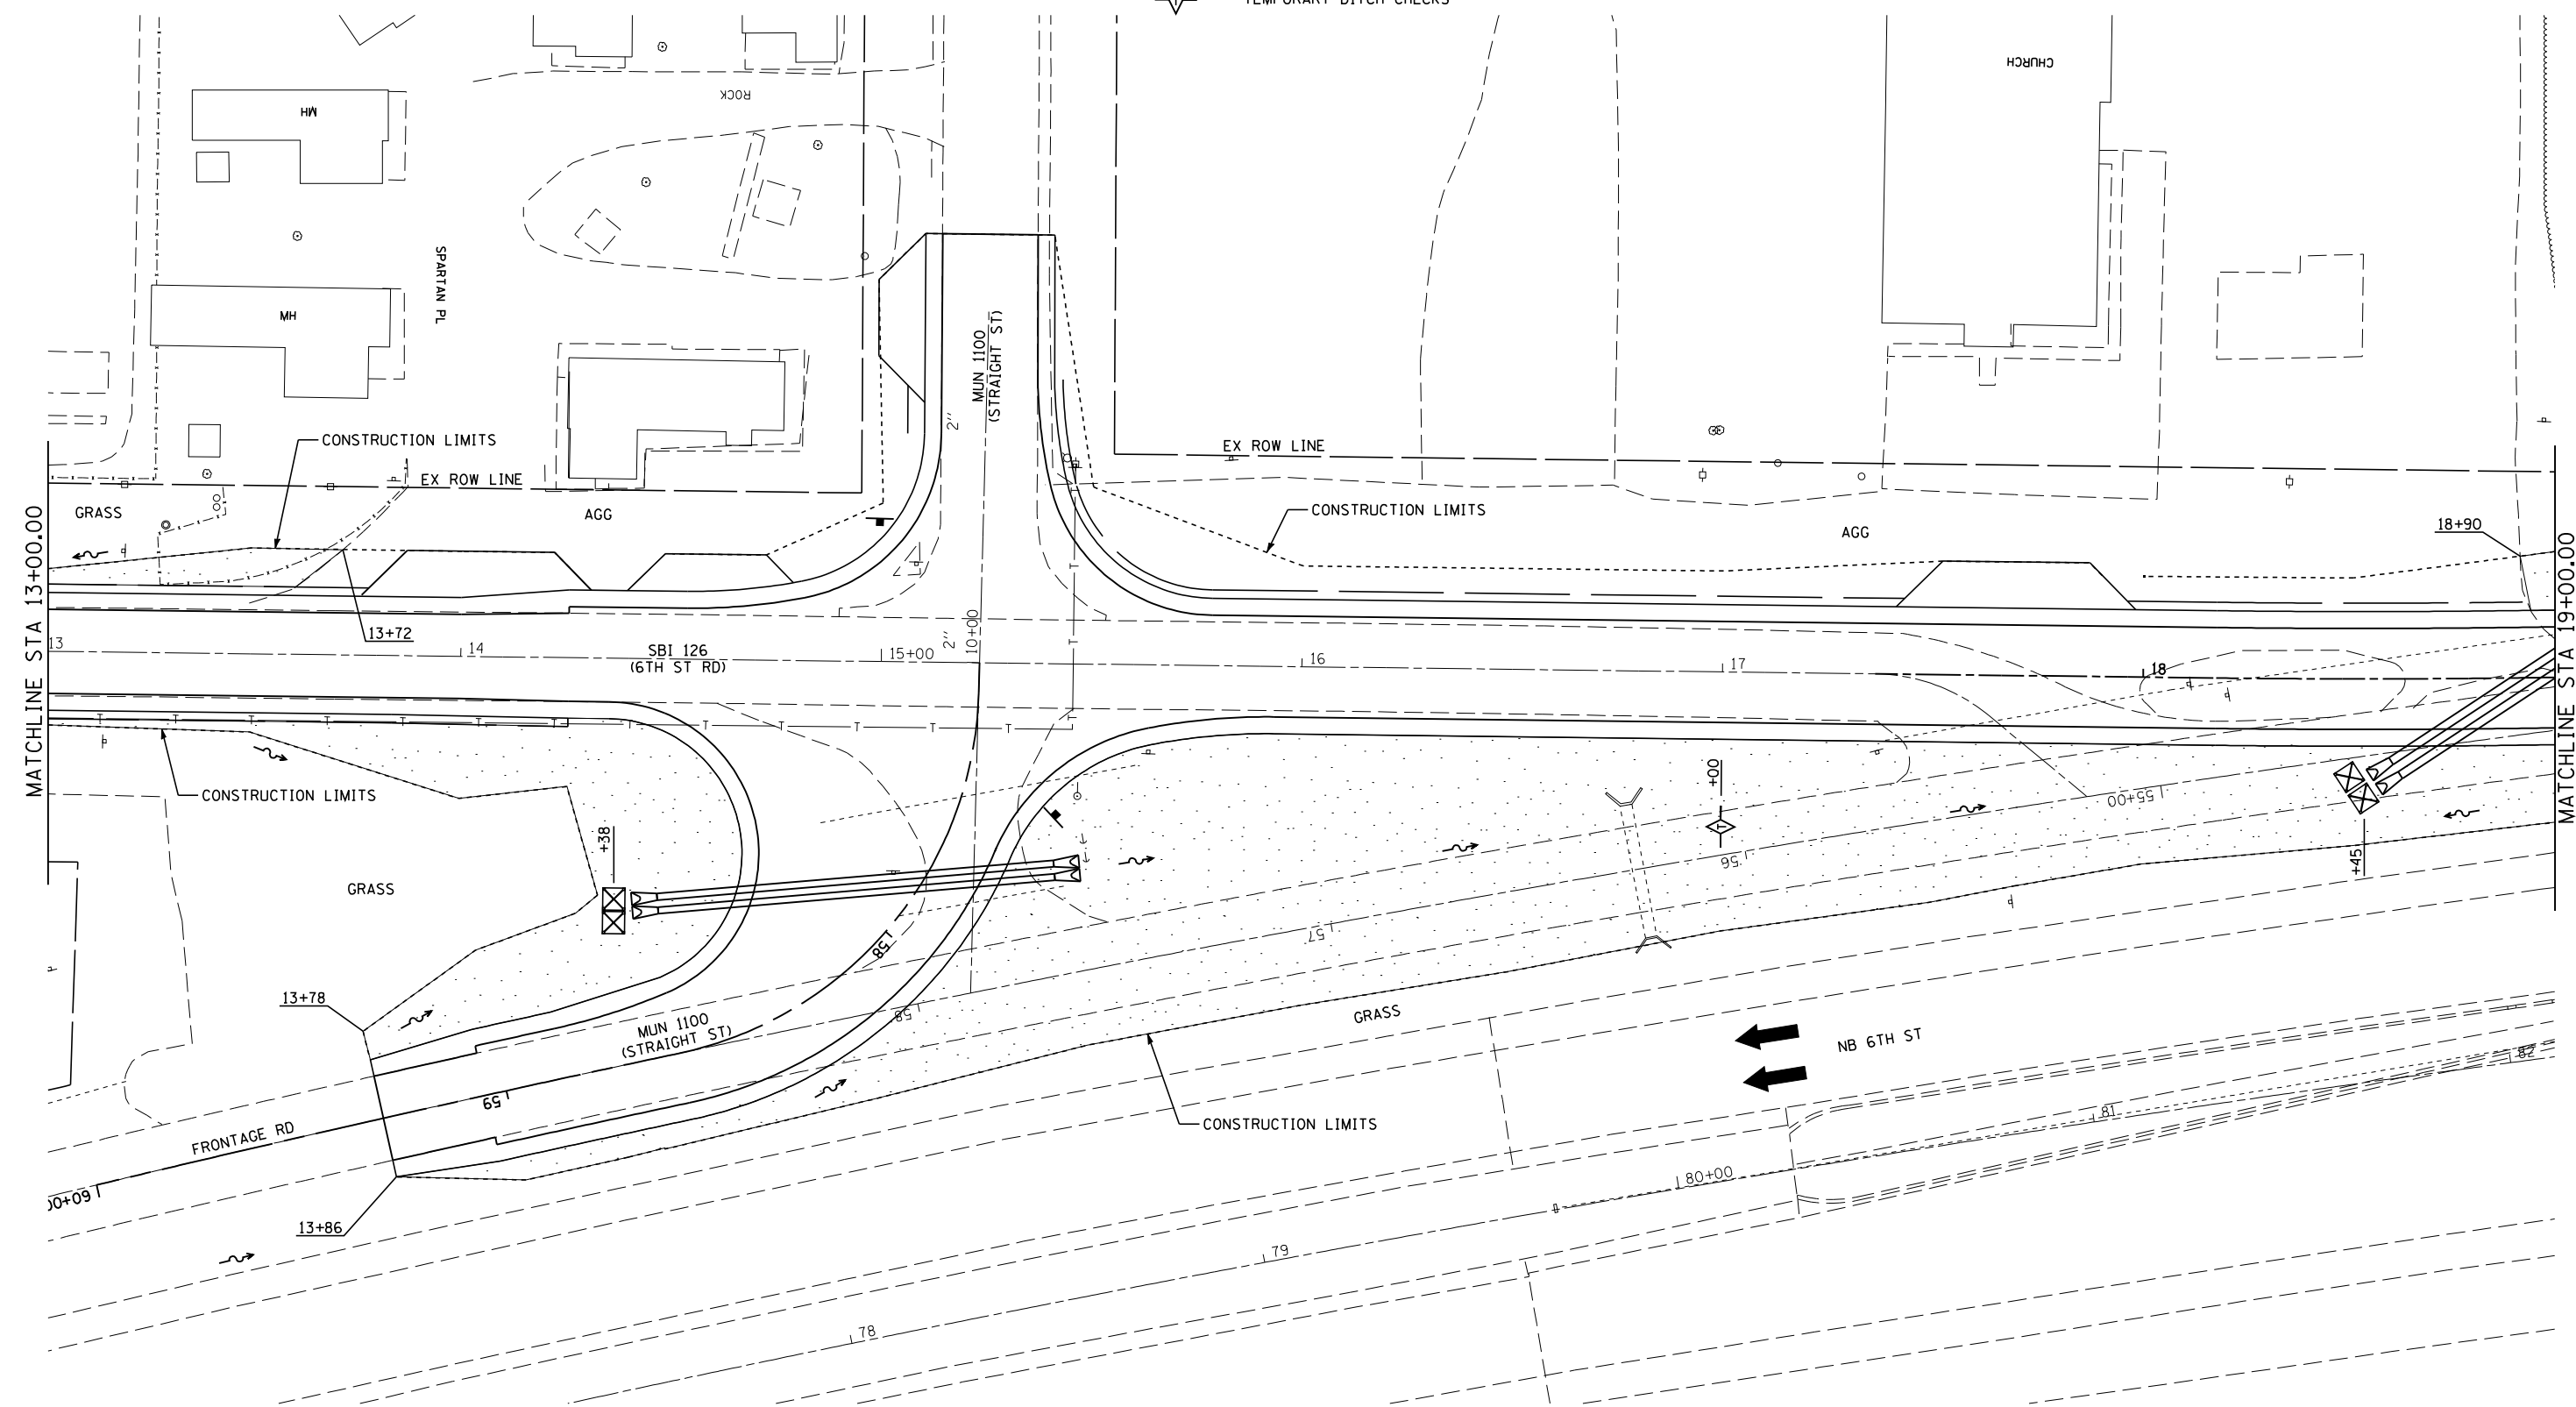 TEMPORARY DITCH CHECKS
CHURCH
ROCK
MH
SPARTAN PL
MH
MUN 1100
(STRAIGHT ST)
2''
CONSTRUCTION LIMITS
EX ROW LINE
EX ROW LINE
GRASS
AGG
CONSTRUCTION LIMITS
AGG
18+90
MATCHLINE STA 13+00.00
MATCHLINE STA 19+00.00
13+72
13
14
SBI 126
(6TH ST RD)
15+00
2''
10+00
16
17
18
CONSTRUCTION LIMITS
+00
55+00
+38
+45
56
GRASS
57
58
58
13+78
MUN 1100
(STRAIGHT ST)
GRASS
NB 6TH ST
82
59
FRONTAGE RD
81
CONSTRUCTION LIMITS
80+00
60+00
13+86
79
78